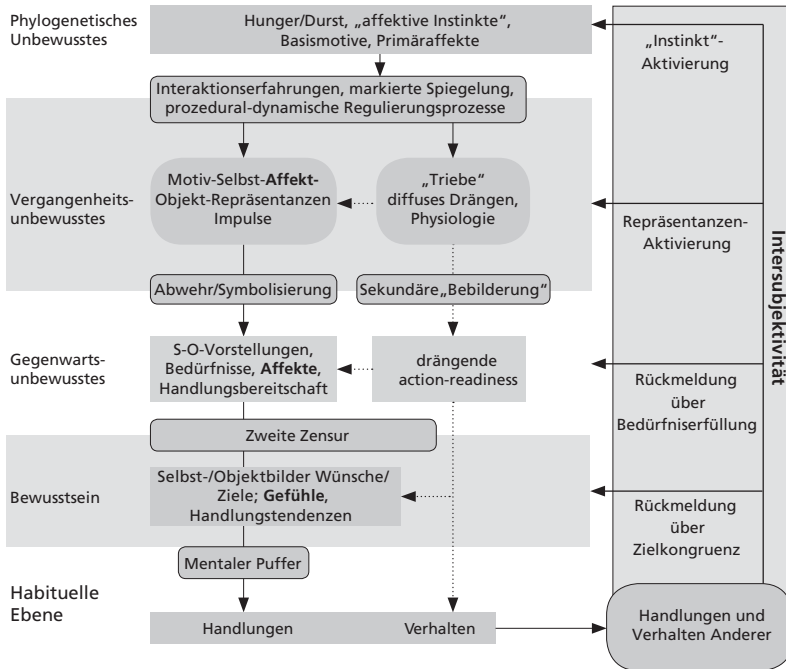 Phylogenetisches
Unbewusstes
Hunger/Durst, „affektive Instinkte“,
Basismotive, Primäraffekte
„Instinkt“-
Aktivierung
Interaktionserfahrungen, markierte Spiegelung,
prozedural-dynamische Regulierungsprozesse
Vergangenheits-
unbewusstes
Motiv-Selbst-Affekt-
Objekt-Repräsentanzen
Impulse
„Triebe“
diffuses Drängen,
Physiologie
Repräsentanzen-
Aktivierung
Intersubjektivität
Abwehr/Symbolisierung
Sekundäre „Bebilderung“
Gegenwarts-
unbewusstes
S-O-Vorstellungen,
Bedürfnisse, Affekte,
Handlungsbereitschaft
drängende
action-readiness
Rückmeldung
über
Bedürfniserfüllung
Zweite Zensur
Bewusstsein
Selbst-/Objektbilder Wünsche/
Ziele; Gefühle,
Handlungstendenzen
Rückmeldung
über
Zielkongruenz
Mentaler Puffer
Habituelle
Ebene
Handlungen
Verhalten
Handlungen und
Verhalten Anderer